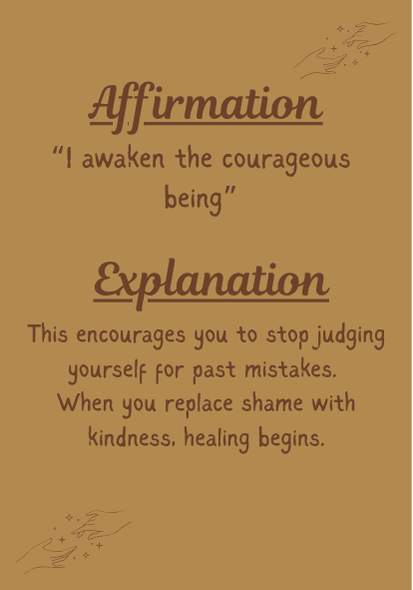 Affirmation
“I awaken the courageous
being”
Explanation
This encourages you to stop judging
yourself for past mistakes.
When you replace shame with
kindness, healing begins.